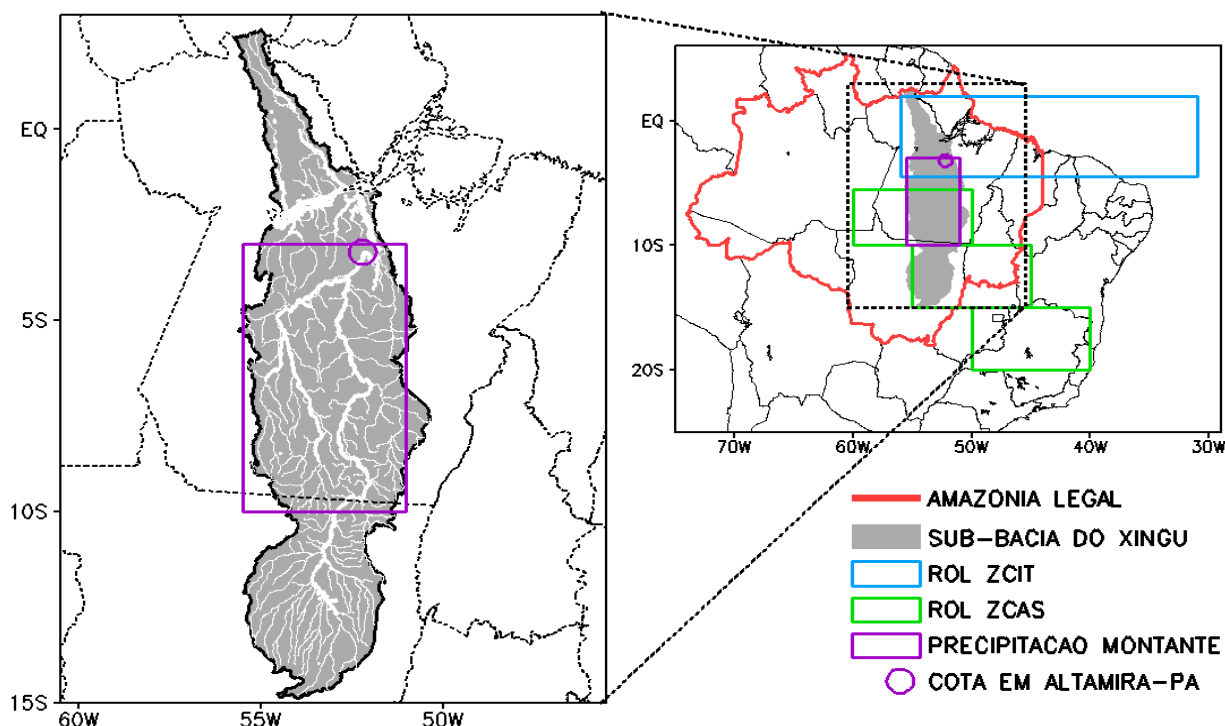 EQ
5S
10S
15S
60W
55W
50W
EQ
10S
20S
70W
60W
50W
40W
30W
AMAZONIA LEGAL
SUB-BACIA DO XINGU
ROL ZCIT
ROL ZCAS
PRECIPITACAO MONTANTE
COTA EM ALTAMIRA-PA